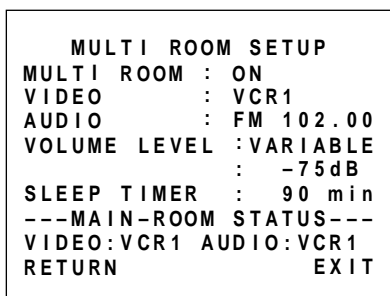 MULTI ROOM SETUP
MULTI ROOM : ON
VIDEO : VCR1
AUDIO : FM 102.00
VOLUME LEVEL :VARIABLE
: –75dB
SLEEP TIMER : 90 min
---MAIN–ROOM STATUS---
VIDEO:VCR1 AUDIO:VCR1
RETURN EXIT